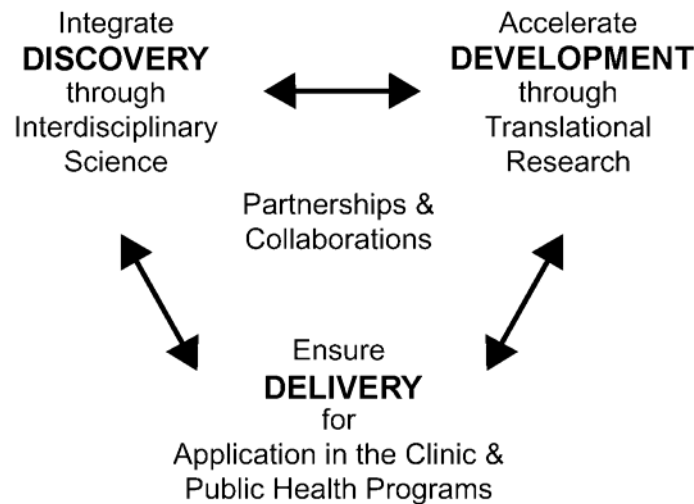 Integrate
DISCOVERY
through
Interdisciplinary
Science
Accelerate
DEVELOPMENT
through
Translational
Research
Partnerships &
Collaborations
Ensure
DELIVERY
for
Application in the Clinic &
Public Health Programs